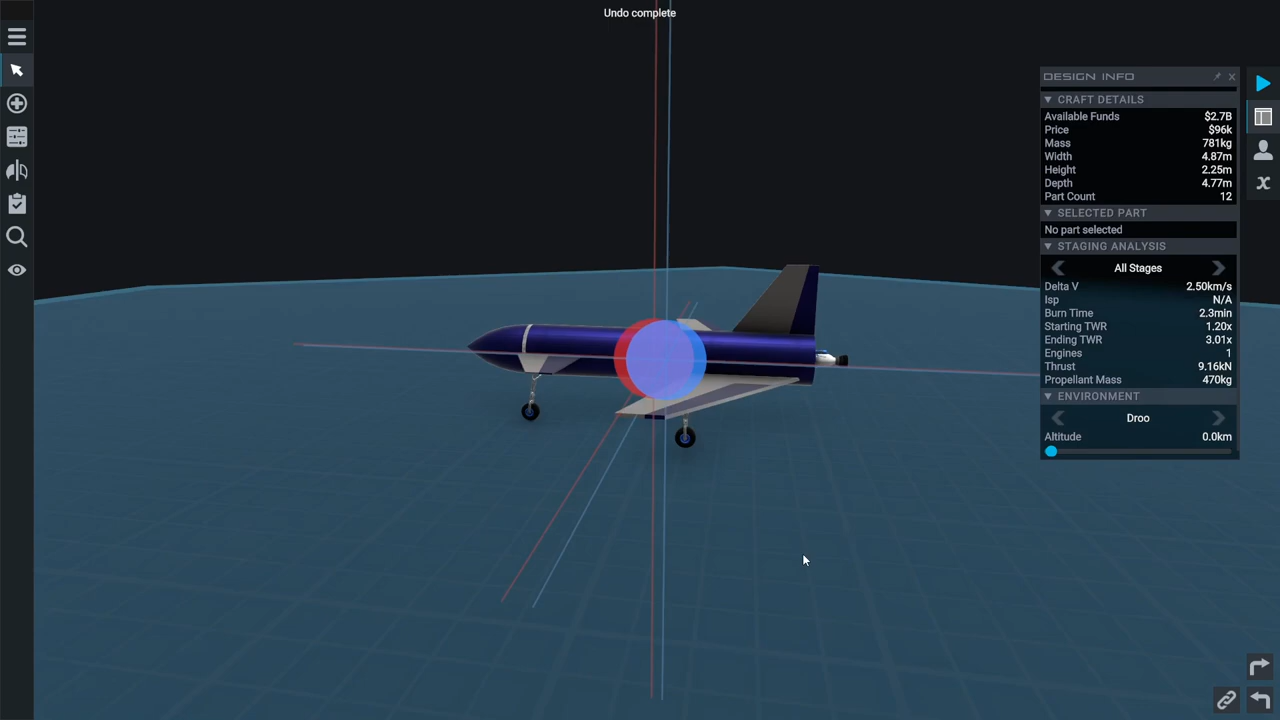 Undo complete
DESIGN INFO
CRAFT DETAILS
Available Funds $2.7B
Price $96k
Mass 781kg
Width 4.87m
Height 2.25m
Depth 4.77m
Part Count 12
SELECTED PART
No part selected
STAGING ANALYSIS
All Stages
Delta V 2.50km/s
Isp N/A
Burn Time 2.3min
Starting TWR 1.20x
Ending TWR 3.01x
Engines 1
Thrust 9.16kN
Propellant Mass 470kg
ENVIRONMENT
Droo
Altitude 0.0km